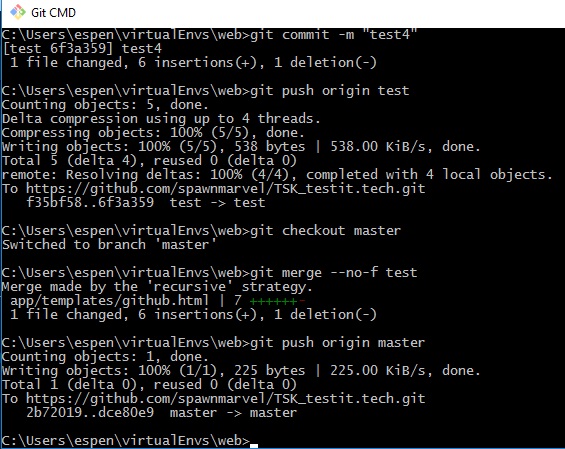 Git CMD
C:\Users\espen\virtualEnvs\web>git commit -m "test4"
[test 6f3a359] test4
 1 file changed, 6 insertions(+), 1 deletion(-)
C:\Users\espen\virtualEnvs\web>git push origin test
Counting objects: 5, done.
Delta compression using up to 4 threads.
Compressing objects: 100% (5/5), done.
Writing objects: 100% (5/5), 538 bytes | 538.00 KiB/s, done.
Total 5 (delta 4), reused 0 (delta 0)
remote: Resolving deltas: 100% (4/4), completed with 4 local objects.
To https://github.com/spawnmarvel/TSK_testit.tech.git
   f35bf58..6f3a359  test -> test
C:\Users\espen\virtualEnvs\web>git checkout master
Switched to branch 'master'
C:\Users\espen\virtualEnvs\web>git merge --no-f test
Merge made by the 'recursive' strategy.
 app/templates/github.html | 7 ++++++-
 1 file changed, 6 insertions(+), 1 deletion(-)
C:\Users\espen\virtualEnvs\web>git push origin master
Counting objects: 1, done.
Writing objects: 100% (1/1), 225 bytes | 225.00 KiB/s, done.
Total 1 (delta 0), reused 0 (delta 0)
To https://github.com/spawnmarvel/TSK_testit.tech.git
   2b72019..dce80e9  master -> master
C:\Users\espen\virtualEnvs\web>